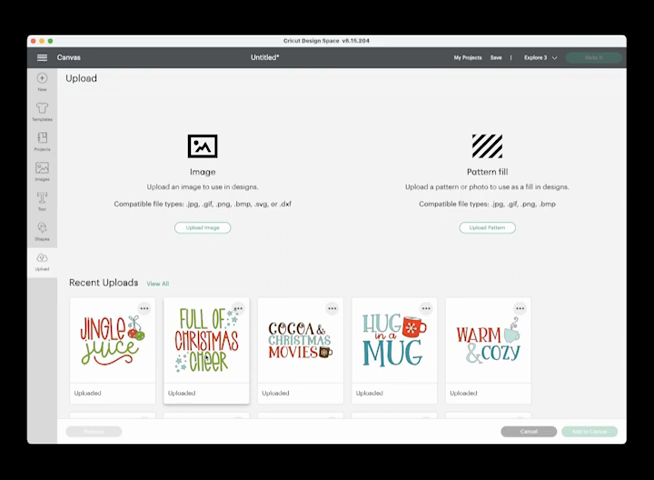 Cricut Design Space v6.15.204
Canvas
Untitled*
My Projects Save | Explore 3
Make It
New
Templates
Projects
Images
Text
Shapes
Upload
Upload
Image
Upload an image to use in designs.
Compatible file types: .jpg, .gif, .png, .bmp, .svg, or .dxf
Upload Image
Pattern fill
Upload a pattern or photo to use as a fill in designs.
Compatible file types: .jpg, .gif, .png, .bmp
Upload Pattern
Recent Uploads View All
JINGLE
juice
Uploaded
FULL OF
CHRISTMAS
CHEER
Uploaded
COCOA &
CHRISTMAS
MOVIES
Uploaded
HUG
in a
MUG
Uploaded
WARM
& COZY
Uploaded
Cancel
Add to Canvas